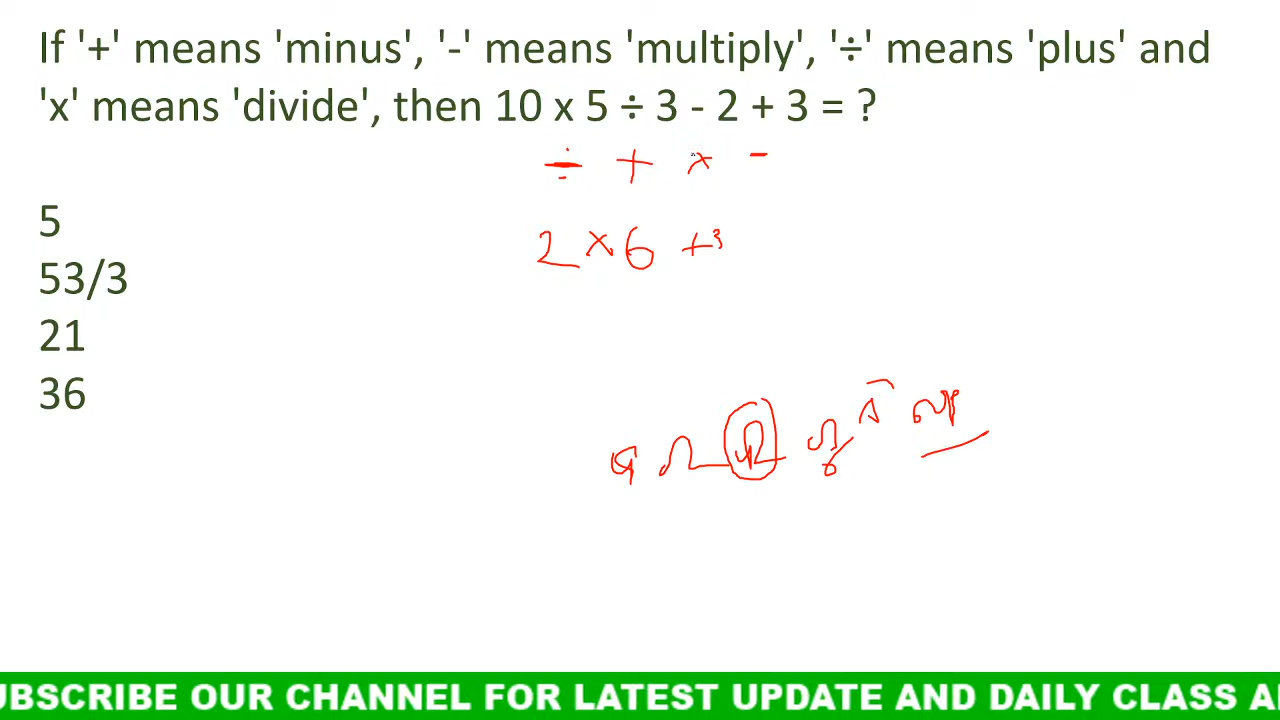 If '+' means 'minus', '-' means 'multiply', '÷' means 'plus' and
'x' means 'divide', then 10 x 5 ÷ 3 - 2 + 3 = ?
÷ + × -
5
2 × 6 + 3
53/3
21
36
UBSCRIBE OUR CHANNEL FOR LATEST UPDATE AND DAILY CLASS A